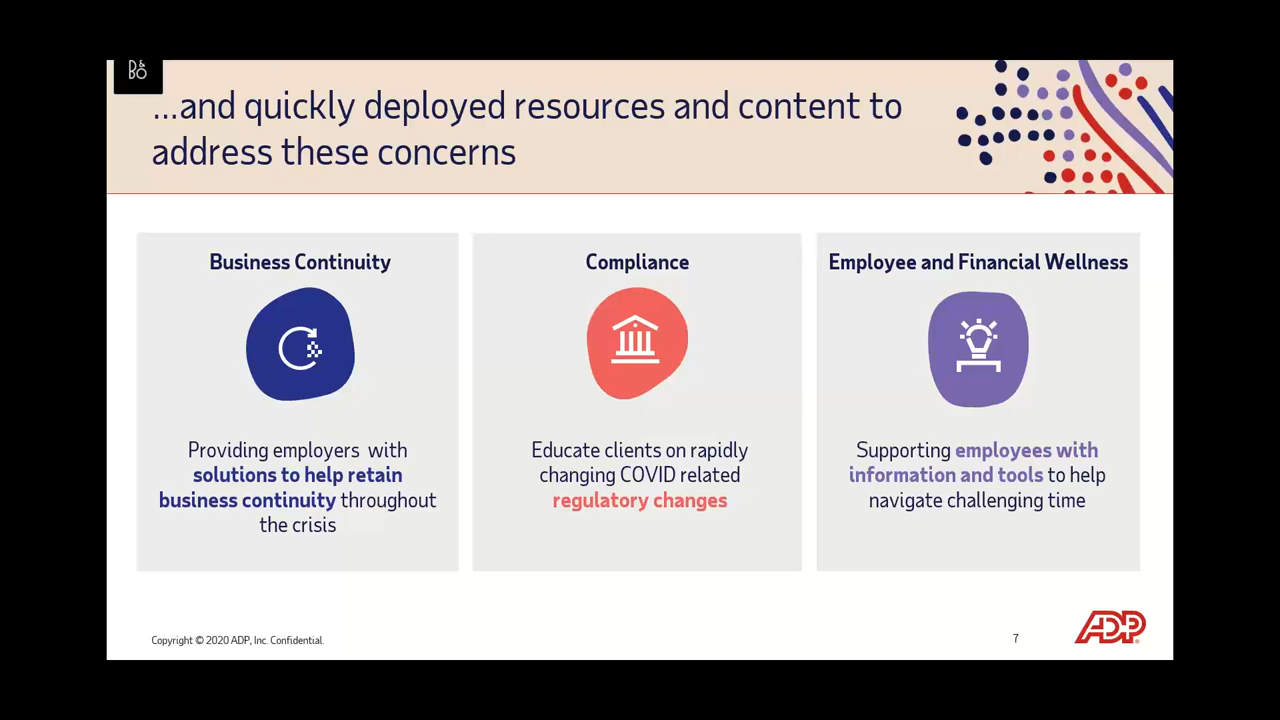 D&
BO
...and quickly deployed resources and content to
address these concerns
Business Continuity
Providing employers with
solutions to help retain
business continuity throughout
the crisis
Compliance
Educate clients on rapidly
changing COVID related
regulatory changes
Employee and Financial Wellness
Supporting employees with
information and tools to help
navigate challenging time
Copyright © 2020 ADP, Inc. Confidential.
7
ADP